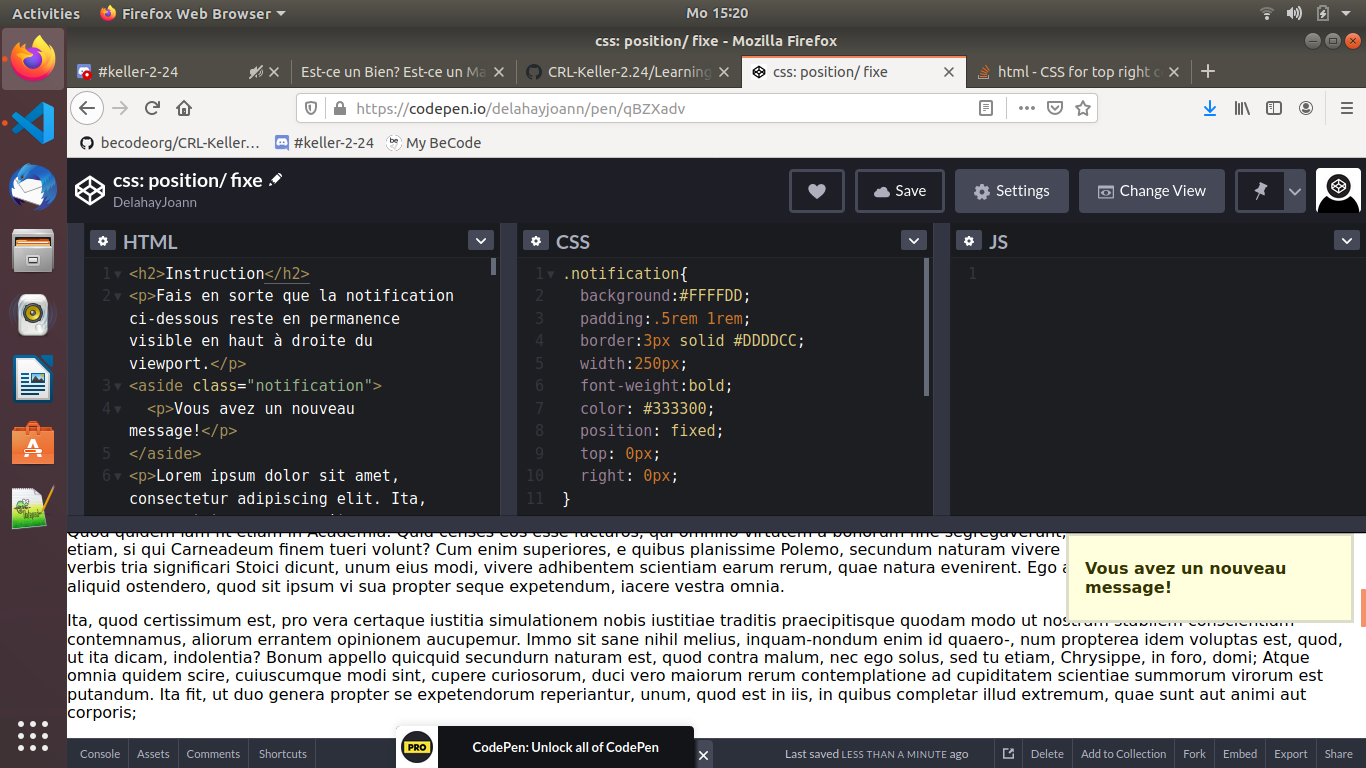 Activities Firefox Web Browser Mo 15:20
css: position/ fixe - Mozilla Firefox
#keller-2-24 Est-ce un Bien? Est-ce un Ma CRL-Keller-2.24/Learning css: position/ fixe html - CSS for top right c
https://codepen.io/delahayjoann/pen/qBZXadv
becodeorg/CRL-Keller… #keller-2-24 be My BeCode
css: position/ fixe
DelahayJoann
Save Settings Change View
HTML
1 <h2>Instruction</h2>
2 <p>Fais en sorte que la notification
ci-dessous reste en permanence
visible en haut à droite du
viewport.</p>
3 <aside class="notification">
4 <p>Vous avez un nouveau
message!</p>
5 </aside>
6 <p>Lorem ipsum dolor sit amet,
consectetur adipiscing elit. Ita,
CSS
1 .notification{
2 background:#FFFFDD;
3 padding:.5rem 1rem;
4 border:3px solid #DDDDCC;
5 width:250px;
6 font-weight:bold;
7 color: #333300;
8 position: fixed;
9 top: 0px;
10 right: 0px;
11 }
JS
1
Quod quidem iam fit etiam in Academia. Quid censes eos esse facturos, qui omnino virtutem a bonorum fine segregaverunt,
etiam, si qui Carneadeum finem tueri volunt? Cum enim superiores, e quibus planissime Polemo, secundum naturam vivere
verbis tria significari Stoici dicunt, unum eius modi, vivere adhibentem scientiam earum rerum, quae natura evenirent. Ego a
aliquid ostendero, quod sit ipsum vi sua propter seque expetendum, iacere vestra omnia.
Vous avez un nouveau
message!
Ita, quod certissimum est, pro vera certaque iustitia simulationem nobis iustitiae traditis praecipitisque quodam modo ut nostram stabilem conscientiam
contemnamus, aliorum errantem opinionem aucupemur. Immo sit sane nihil melius, inquam-nondum enim id quaero-, num propterea idem voluptas est, quod,
ut ita dicam, indolentia? Bonum appello quicquid secundurn naturam est, quod contra malum, nec ego solus, sed tu etiam, Chrysippe, in foro, domi; Atque
omnia quidem scire, cuiuscumque modi sint, cupere curiosorum, duci vero maiorum rerum contemplatione ad cupiditatem scientiae summorum virorum est
putandum. Ita fit, ut duo genera propter se expetendorum reperiantur, unum, quod est in iis, in quibus completar illud extremum, quae sunt aut animi aut
corporis;
PRO CodePen: Unlock all of CodePen
Console Assets Comments Shortcuts Last saved LESS THAN A MINUTE ago Delete Add to Collection Fork Embed Export Share